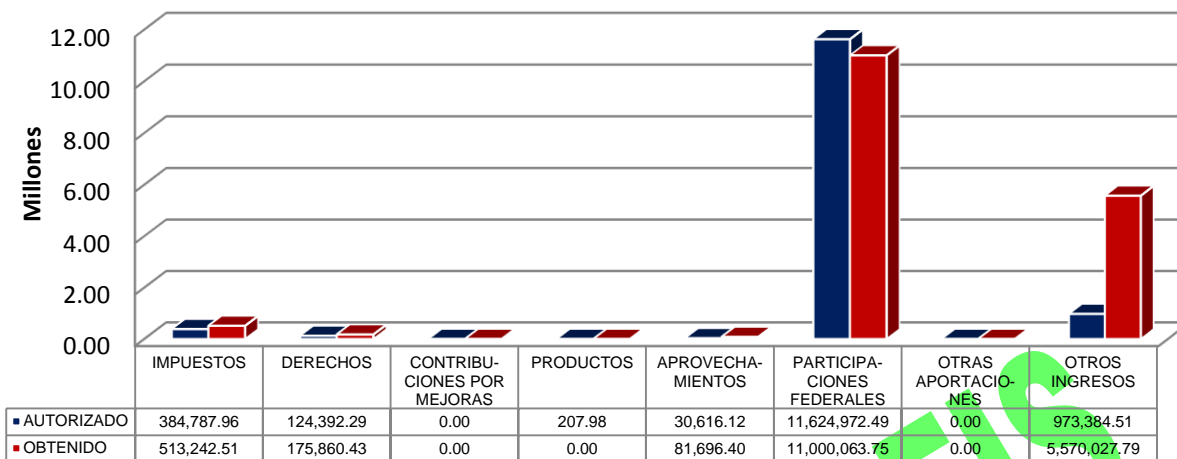 12.00
10.00
8.00
6.00
4.00
2.00
0.00
Millones
IMPUESTOS
DERECHOS
CONTRIBU-
CIONES POR
MEJORAS
PRODUCTOS
APROVECHA-
MIENTOS
PARTICIPA-
CIONES
FEDERALES
OTRAS
APORTACIO-
NES
OTROS
INGRESOS
AUTORIZADO 384,787.96 124,392.29 0.00 207.98 30,616.12 11,624,972.49 0.00 973,384.51
OBTENIDO 513,242.51 175,860.43 0.00 0.00 81,696.40 11,000,063.75 0.00 5,570,027.79